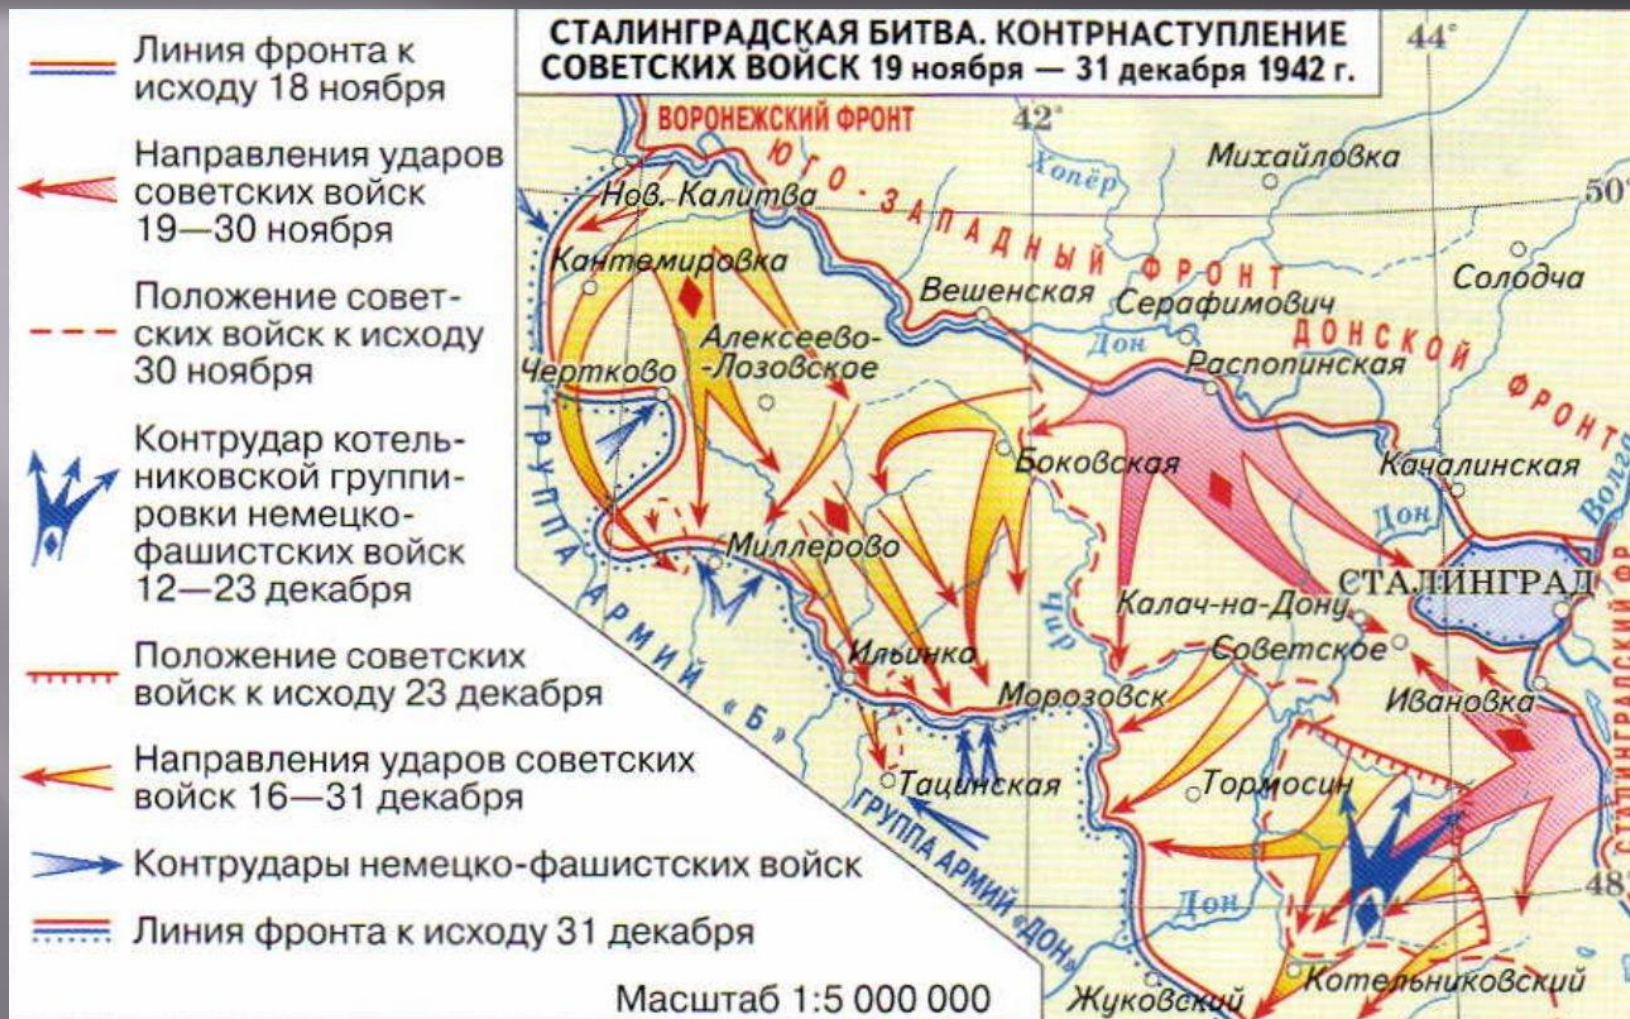 Линия фронта к
исходу 18 ноября
Направления ударов
советских войск
19—30 ноября
Положение совет-
ских войск к исходу
30 ноября
Контрудар котель-
никовской группи-
ровки немецко-
фашистских войск
12—23 декабря
Положение советских
войск к исходу 23 декабря
Направления ударов советских
войск 16—31 декабря
Контрудары немецко-фашистских войск
Линия фронта к исходу 31 декабря
Масштаб 1:5 000 000
СТАЛИНГРАДСКАЯ БИТВА. КОНТРНАСТУПЛЕНИЕ
СОВЕТСКИХ ВОЙСК 19 ноября — 31 декабря 1942 г.
44°
42°
ВОРОНЕЖСКИЙ ФРОНТ
ЮГО-ЗАПАДНЫЙ ФРОНТ
Хопёр
Михайловка
50°
Нов. Калитва
Кантемировка
Вешенская
Серафимович
Солодча
ДОНСКОЙ ФРОНТ
Дон
Алексеево-
-Лозовское
Чертково
Распопинская
Боковская
Качалинская
Волга
Дон
ГРУППА АРМИЙ «Б»
Миллерово
СТАЛИНГРАД
Калач-на-Дону
Чир
Советское
Ильинка
Морозовск
Ивановка
СТАЛИНГРАДСКИЙ ФР
Тацинская
Тормосин
ГРУППА АРМИЙ «ДОН»
48°
Дон
Котельниковский
Жуковский